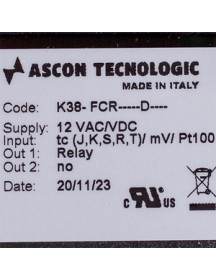 ASCON TECNOLOGIC
MADE IN ITALY
Code: K38- FCR-----D----
Supply: 12 VAC/VDC
Input: tc (J,K,S,R,T)/ mV/ Pt100
Out 1: Relay
Out 2: no
Date: 20/11/23
c RU US